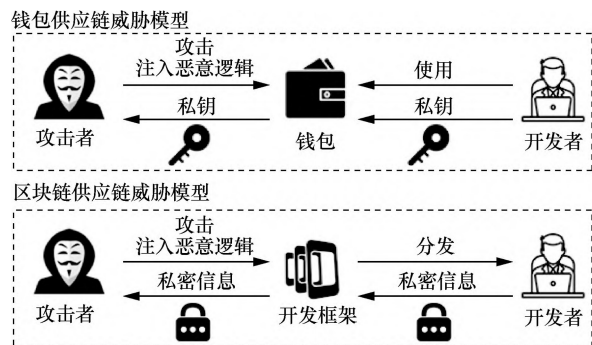 钱包供应链威胁模型
攻击
注入恶意逻辑
使用
私钥
私钥
攻击者
钱包
开发者
区块链供应链威胁模型
攻击
注入恶意逻辑
分发
私密信息
私密信息
攻击者
开发框架
开发者